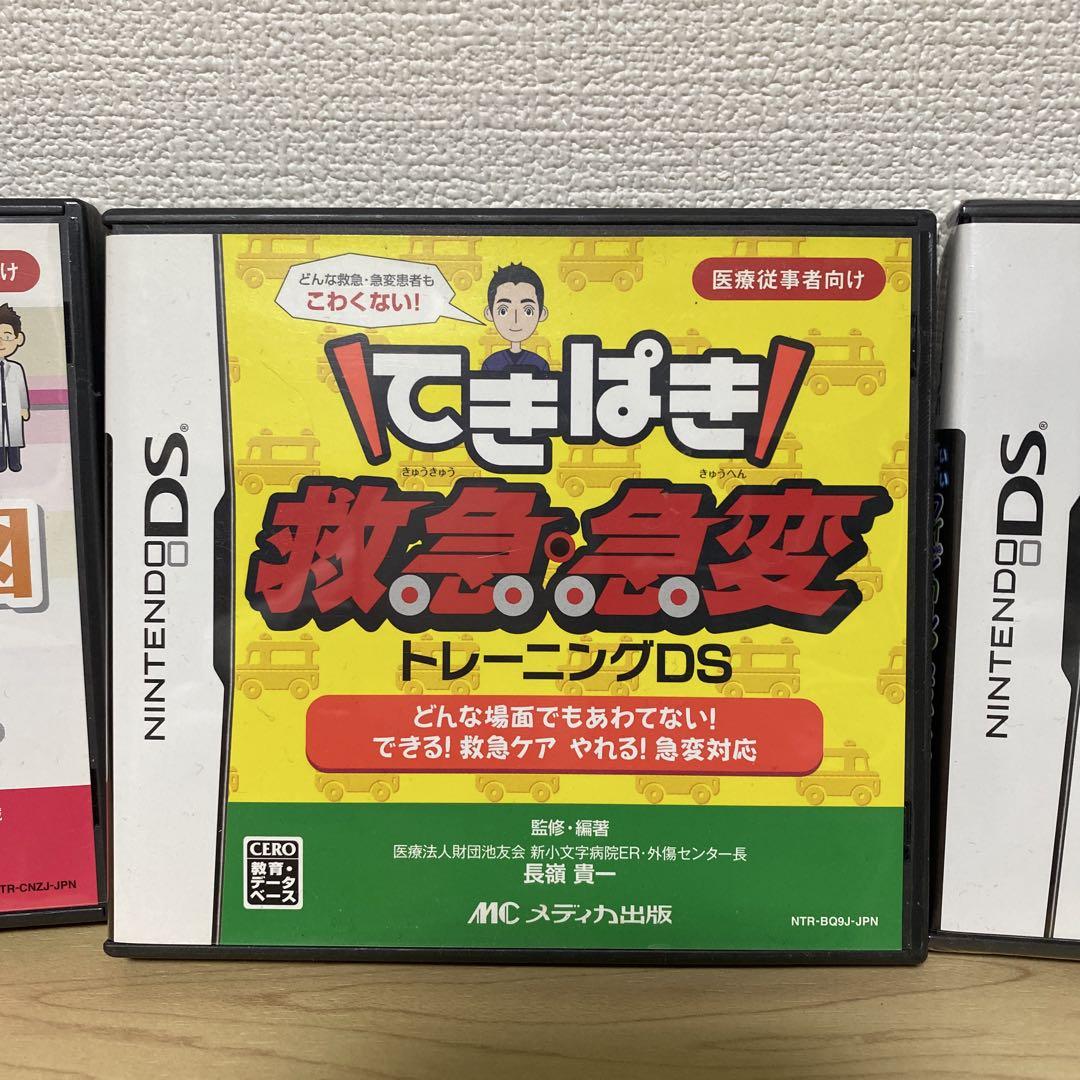 け
NTR-CNZJ-JPN
NINTENDO DS®
どんな救急・急変患者も
こわくない!
医療従事者向け
てきぱき
きゅうきゅう きゅうへん
救急・急変
トレーニングDS
どんな場面でもあわてない!
できる! 救急ケア やれる! 急変対応
監修・編著
医療法人財団池友会 新小文字病院ER・外傷センター長
長嶺 貴一
CERO
教育・
データ
ベース
MC メディカ出版
NTR-BQ9J-JPN
NINTENDO DS®